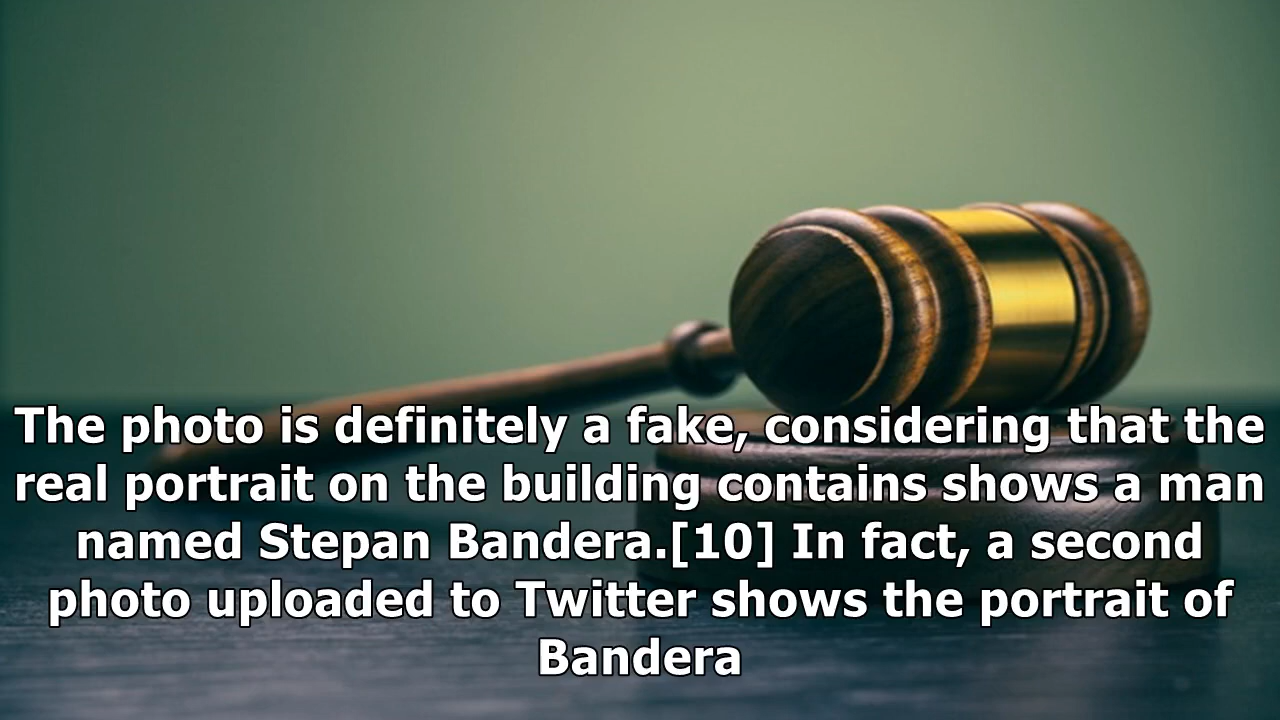 The photo is definitely a fake, considering that the
real portrait on the building contains shows a man
named Stepan Bandera.[10] In fact, a second
photo uploaded to Twitter shows the portrait of
Bandera